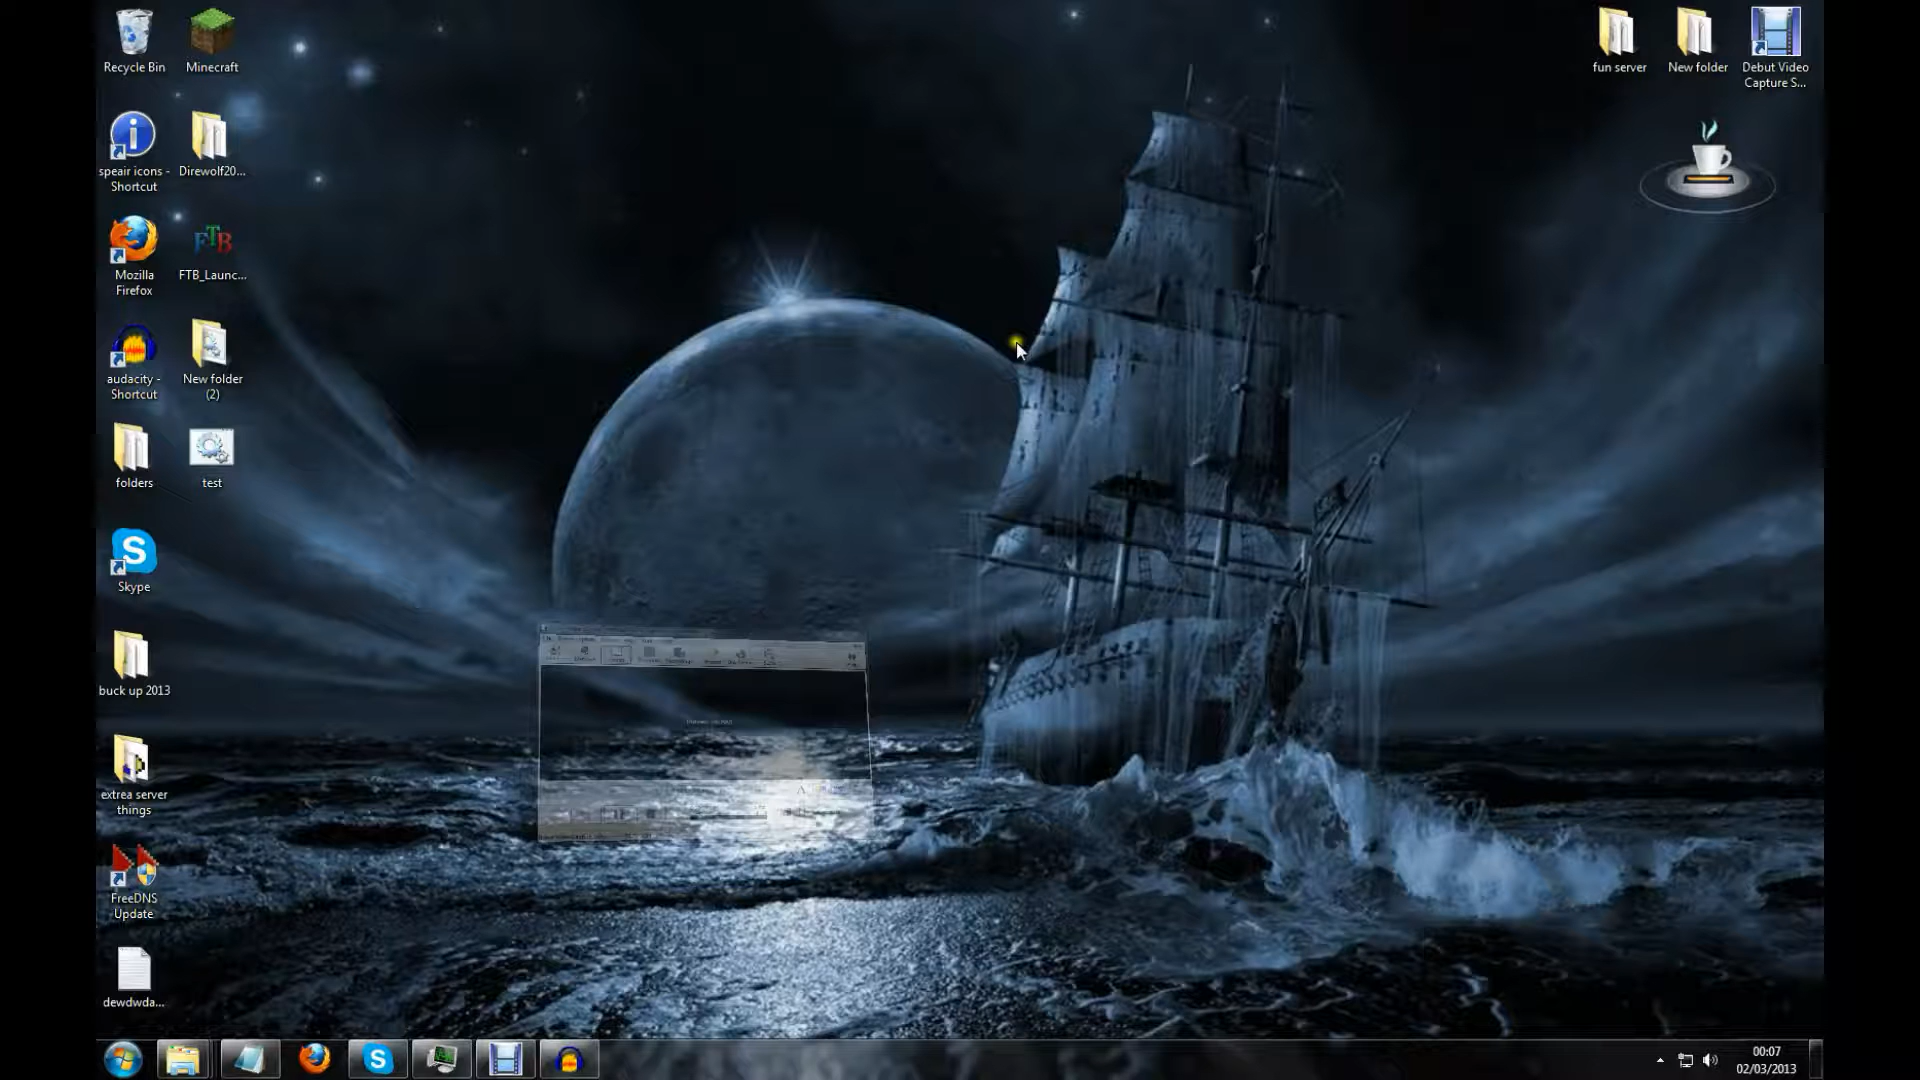 Recycle Bin
Minecraft
speair icons -
Shortcut
Direwolf20...
Mozilla
Firefox
FTB
FTB_Launc...
audacity -
Shortcut
New folder
(2)
folders
test
Skype
buck up 2013
extrea server
things
FreeDNS
Update
dewdwda...
fun server
New folder
Debut Video
Capture S...
00:07
02/03/2013